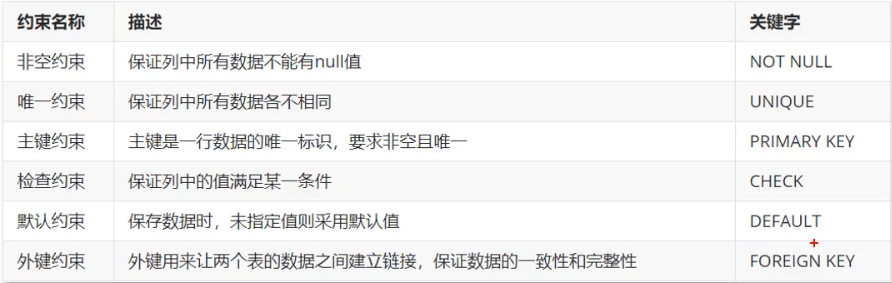 约束名称 描述 关键字
非空约束 保证列中所有数据不能有null值 NOT NULL
唯一约束 保证列中所有数据各不相同 UNIQUE
主键约束 主键是一行数据的唯一标识，要求非空且唯一 PRIMARY KEY
检查约束 保证列中的值满足某一条件 CHECK
默认约束 保存数据时，未指定值则采用默认值 DEFAULT
外键约束 外键用来让两个表的数据之间建立链接，保证数据的一致性和完整性 FOREIGN KEY